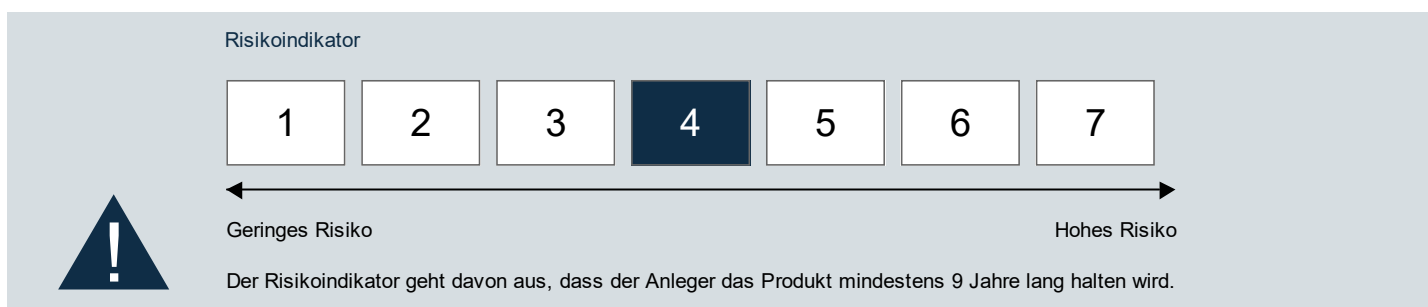 Risikoindikator
1 2 3 4 5 6 7
Geringes Risiko Hohes Risiko
!
Der Risikoindikator geht davon aus, dass der Anleger das Produkt mindestens 9 Jahre lang halten wird.